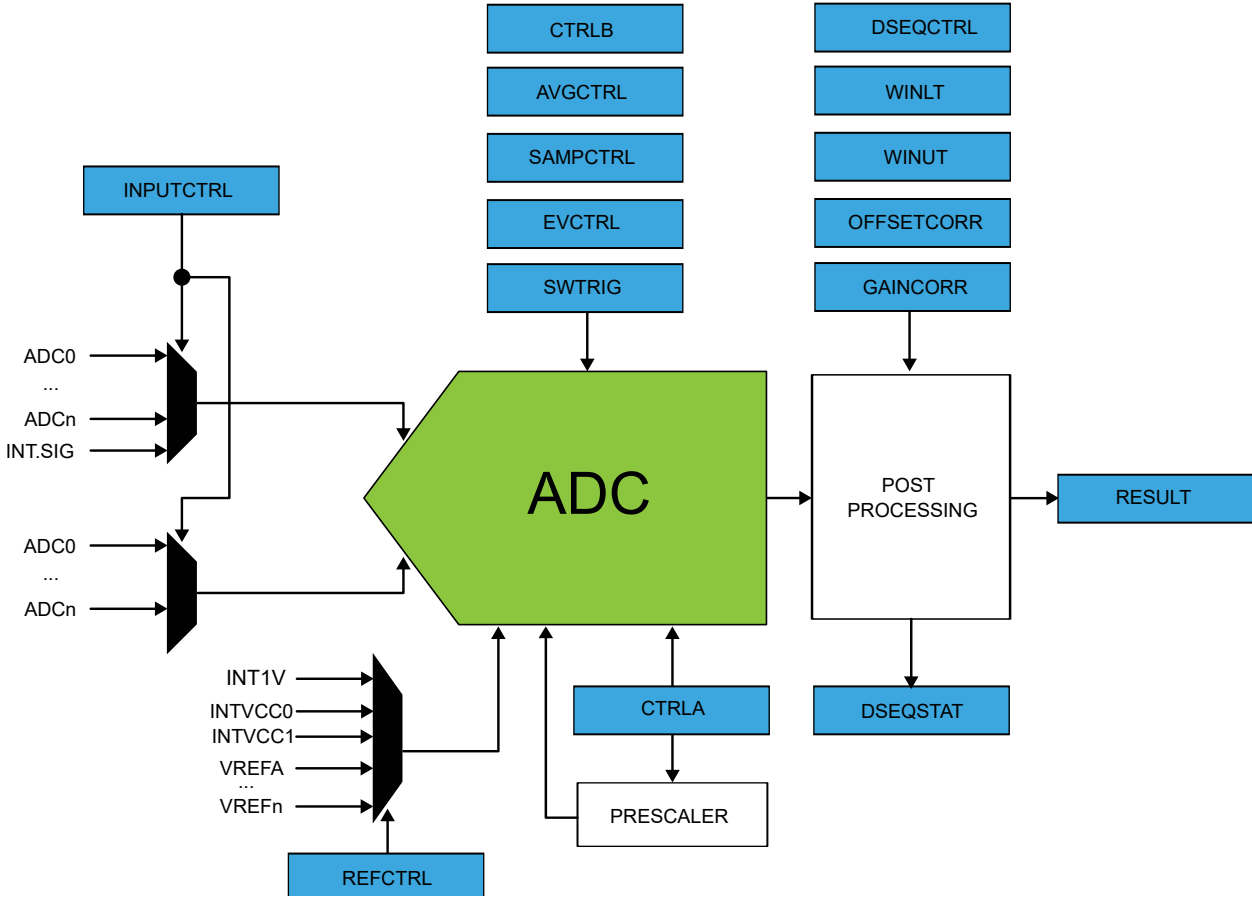 CTRLB
DSEQCTRL
AVGCTRL
WINLT
SAMPCTRL
WINUT
INPUTCTRL
EVCTRL
OFFSETCORR
SWTRIG
GAINCORR
ADC0
...
ADCn
INT.SIG
ADC
POST
PROCESSING
RESULT
ADC0
...
ADCn
INT1V
INTVCC0
INTVCC1
VREFA
...
VREFn
CTRLA
DSEQSTAT
PRESCALER
REFCTRL